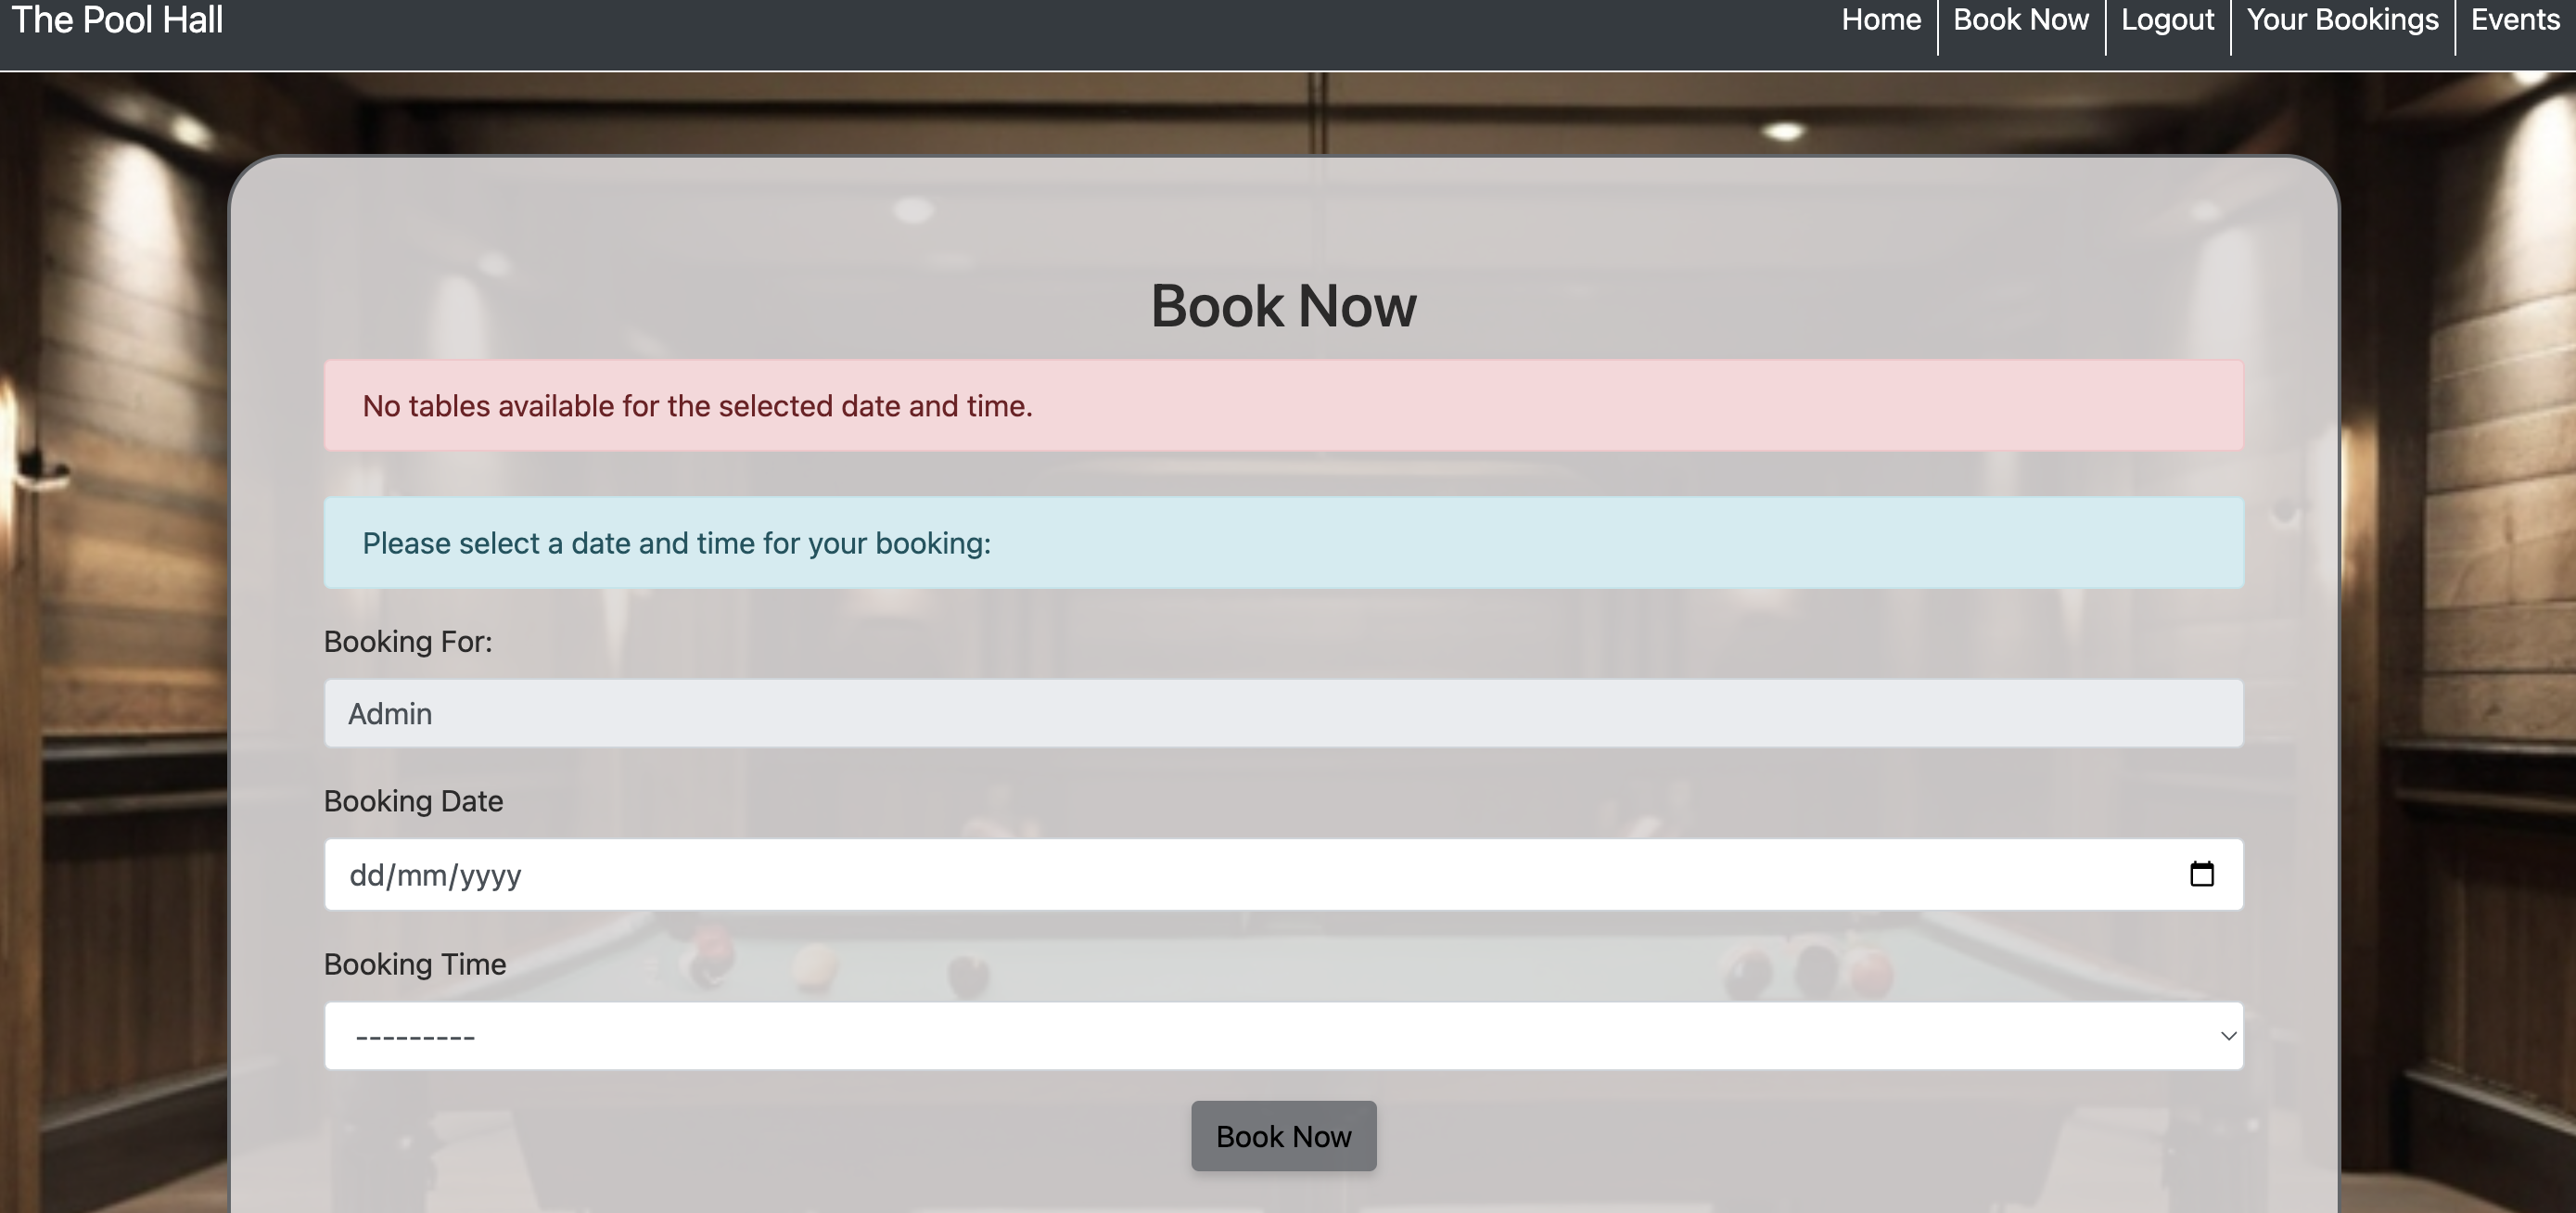 The Pool Hall
Home
Book Now
Logout
Your Bookings
Events
Book Now
No tables available for the selected date and time.
Please select a date and time for your booking:
Booking For:
Admin
Booking Date
dd/mm/yyyy
Booking Time
---------
Book Now